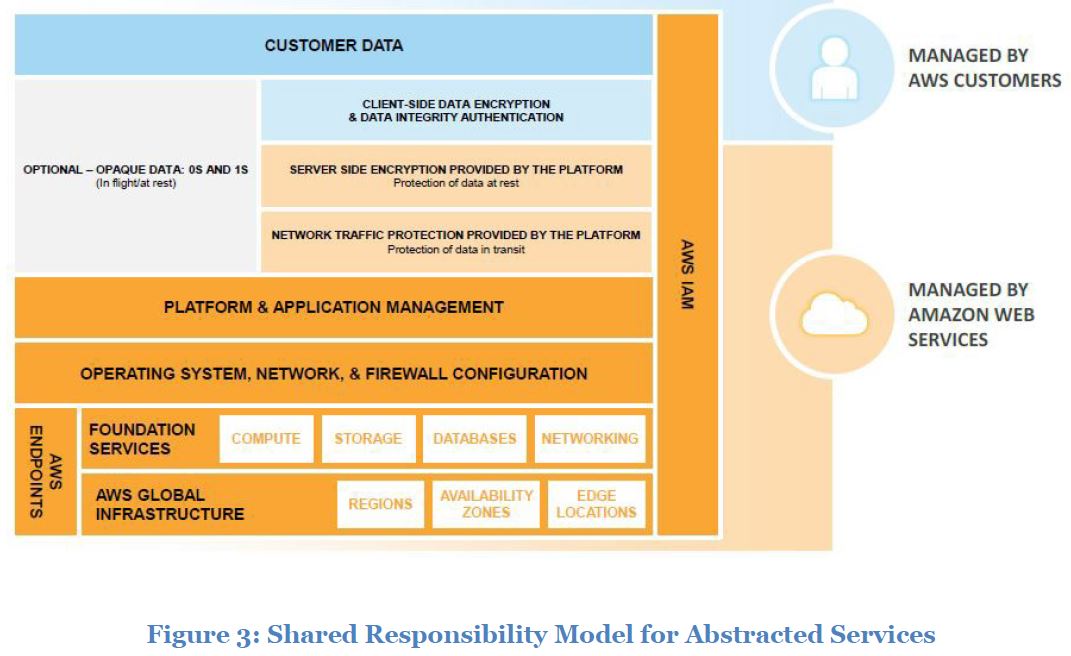 CUSTOMER DATA
CLIENT-SIDE DATA ENCRYPTION
& DATA INTEGRITY AUTHENTICATION
OPTIONAL – OPAQUE DATA: 0S AND 1S
(In flight/at rest)
SERVER SIDE ENCRYPTION PROVIDED BY THE PLATFORM
Protection of data at rest
NETWORK TRAFFIC PROTECTION PROVIDED BY THE PLATFORM
Protection of data in transit
PLATFORM & APPLICATION MANAGEMENT
OPERATING SYSTEM, NETWORK, & FIREWALL CONFIGURATION
AWS
ENDPOINTS
FOUNDATION
SERVICES
COMPUTE
STORAGE
DATABASES
NETWORKING
AWS GLOBAL
INFRASTRUCTURE
REGIONS
AVAILABILITY
ZONES
EDGE
LOCATIONS
AWS IAM
MANAGED BY
AWS CUSTOMERS
MANAGED BY
AMAZON WEB
SERVICES
Figure 3: Shared Responsibility Model for Abstracted Services